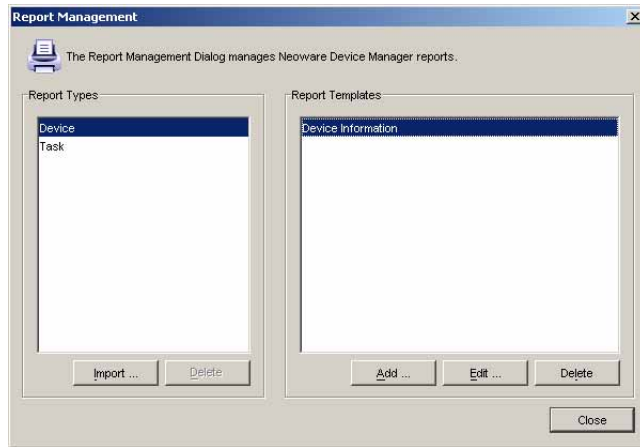 Report Management
The Report Management Dialog manages Neoware Device Manager reports.
Report Types
Device
Task
Import ...
Delete
Report Templates
Device Information
Add ...
Edit ...
Delete
Close